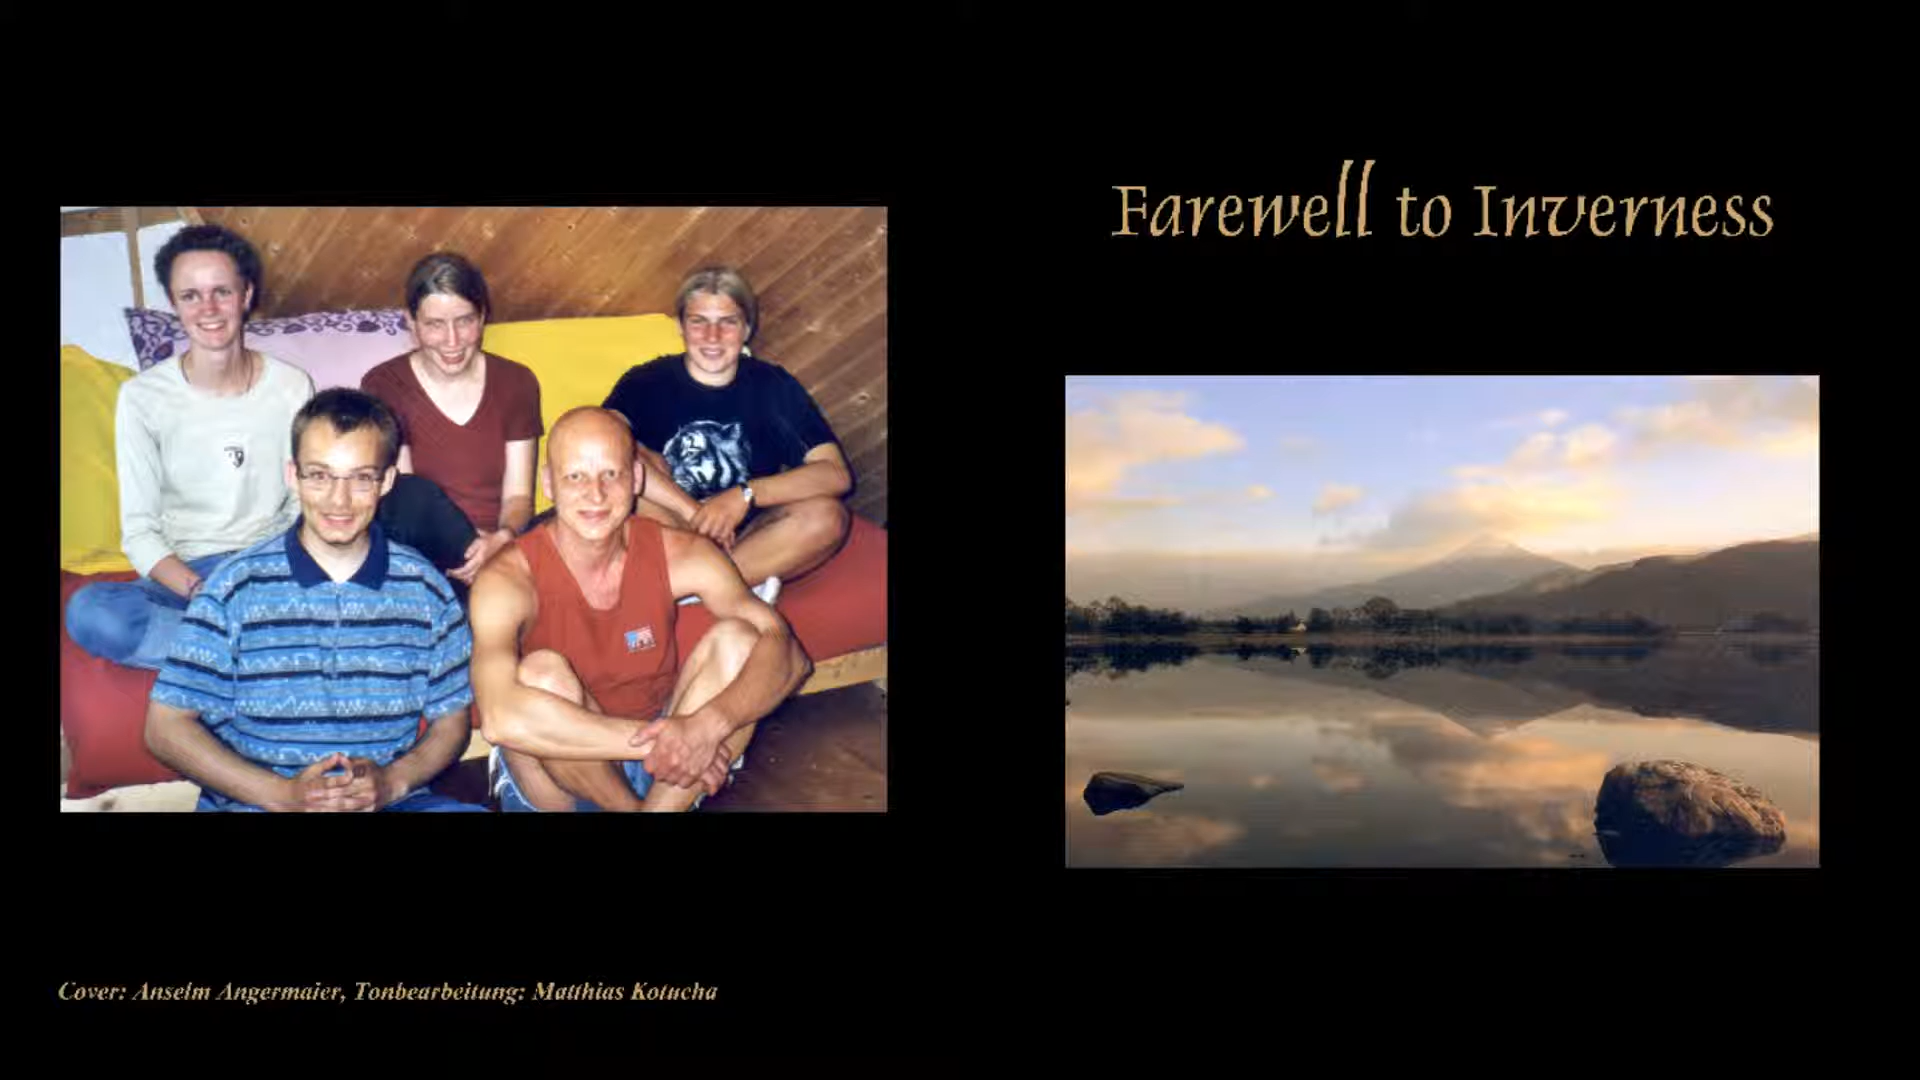 Farewell to Inverness
Cover: Anselm Angermaier, Tonbearbeitung: Matthias Kotucha